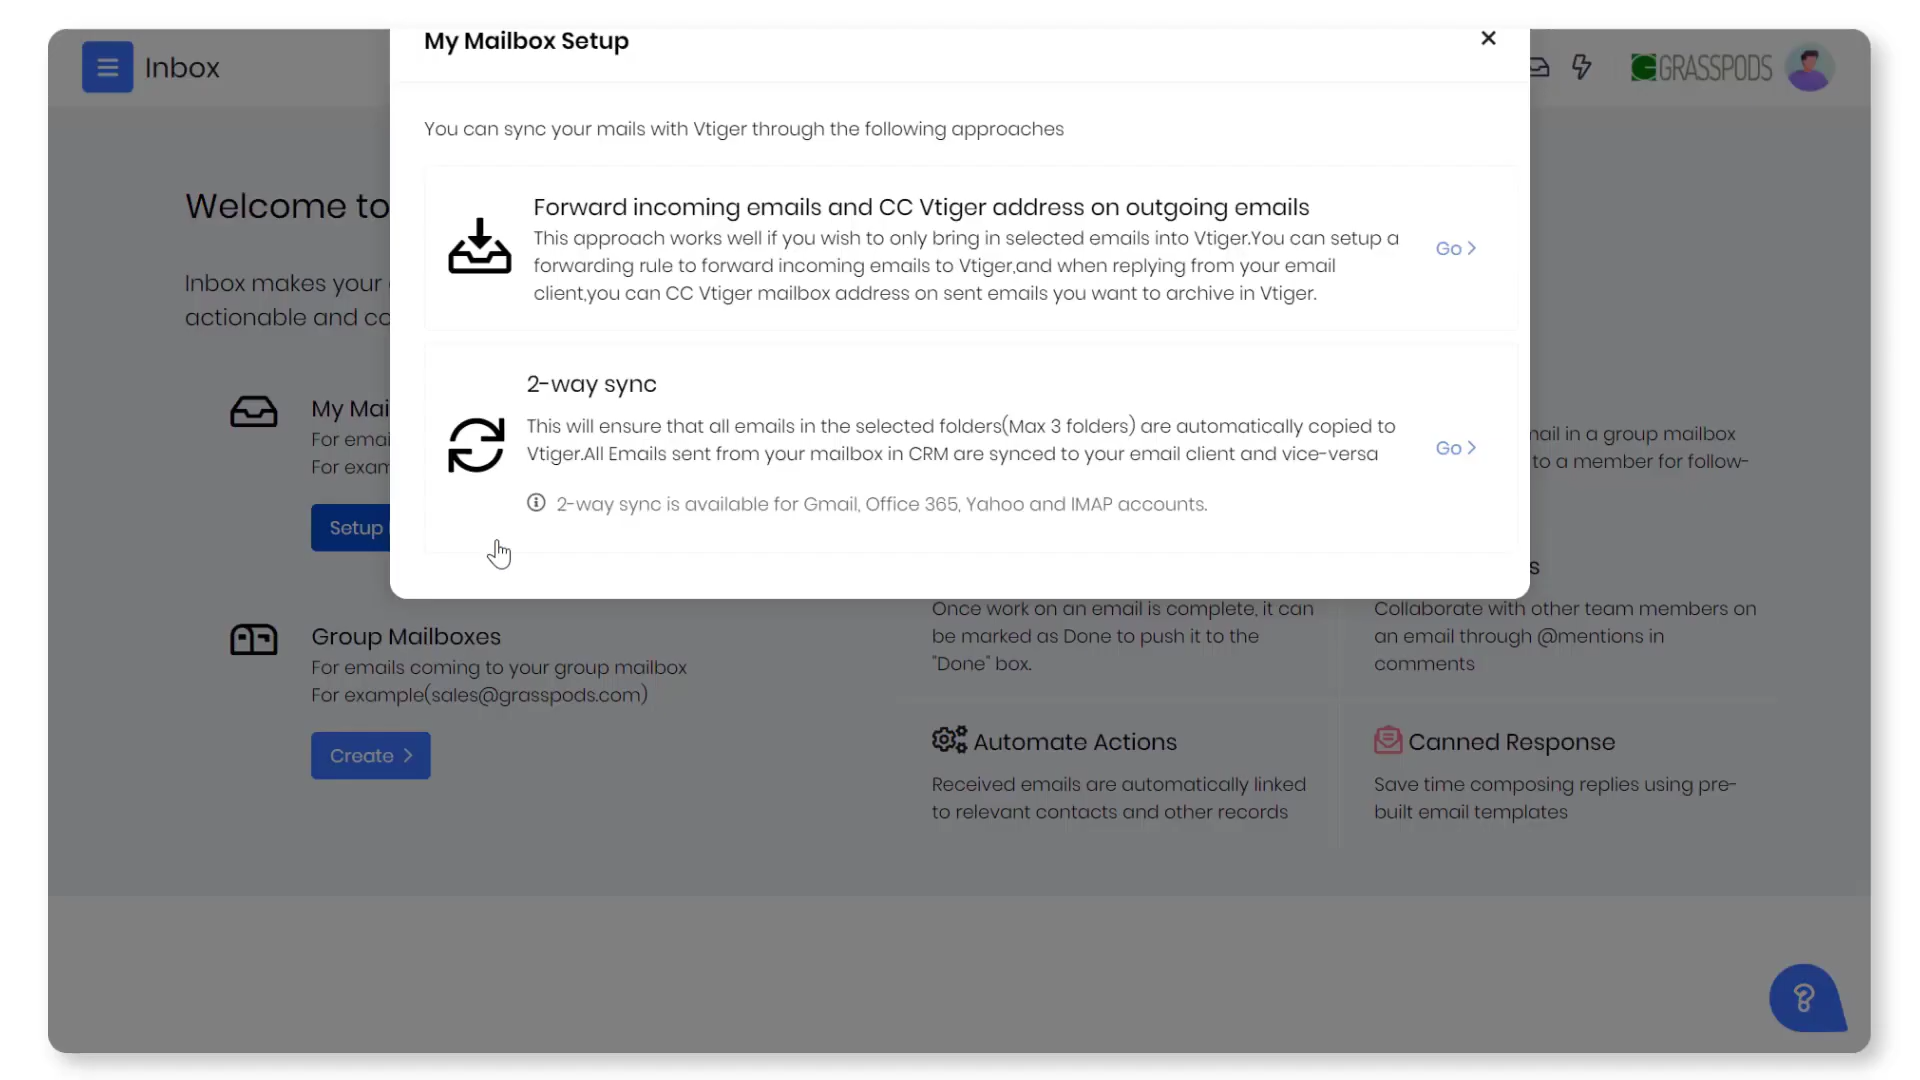 Inbox
My Mailbox Setup
GRASSPODS
You can sync your mails with Vtiger through the following approaches
Forward incoming emails and CC Vtiger address on outgoing emails
This approach works well if you wish to only bring in selected emails into Vtiger.You can setup a
forwarding rule to forward incoming emails to Vtiger,and when replying from your email
client,you can CC Vtiger mailbox address on sent emails you want to archive in Vtiger.
Go
2-way sync
This will ensure that all emails in the selected folders(Max 3 folders) are automatically copied to
Vtiger.All Emails sent from your mailbox in CRM are synced to your email client and vice-versa
Go
2-way sync is available for Gmail, Office 365, Yahoo and IMAP accounts.
Welcome to
Inbox makes your
actionable and co
My Mai
For emai
For exam
Setup
Group Mailboxes
For emails coming to your group mailbox
For example(sales@grasspods.com)
Create
nail in a group mailbox
to a member for follow-
s
Once work on an email is complete, it can
be marked as Done to push it to the
"Done" box.
Collaborate with other team members on
an email through @mentions in
comments
Automate Actions
Received emails are automatically linked
to relevant contacts and other records
Canned Response
Save time composing replies using pre-
built email templates